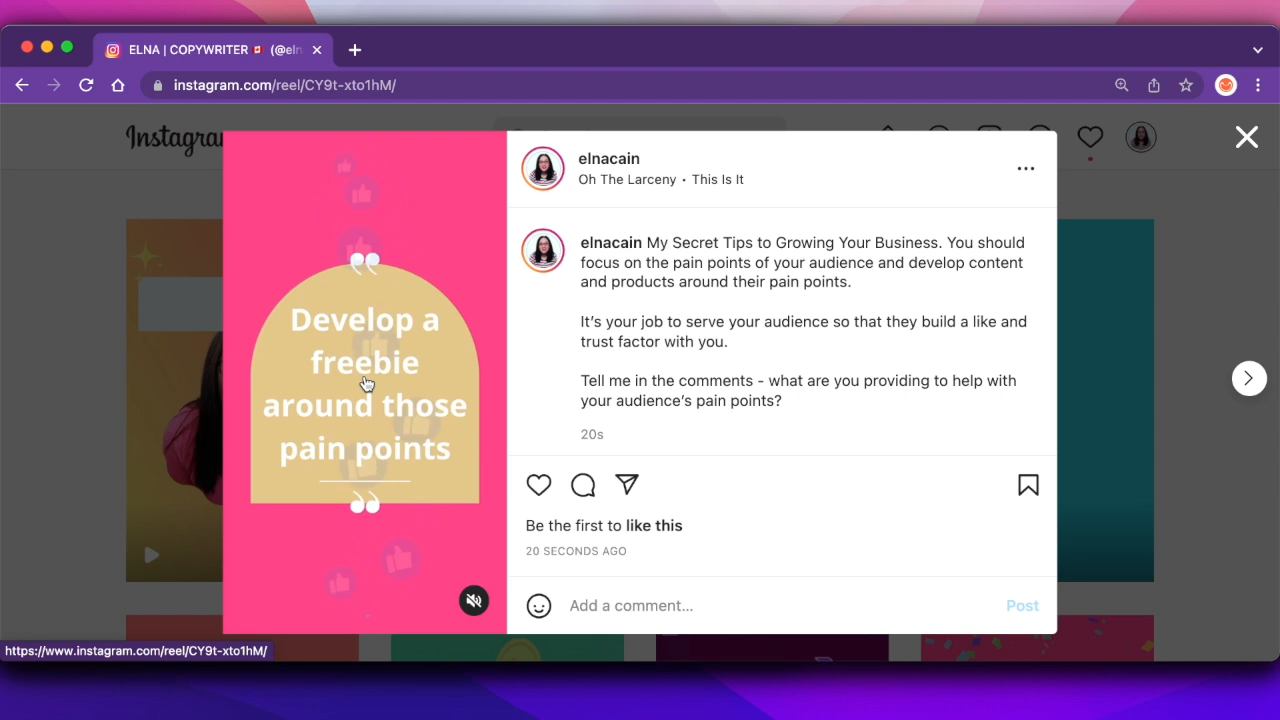 ELNA | COPYWRITER 🇨🇦 (@eln
instagram.com/reel/CY9t-xto1hM/
Instagram
Develop a
freebie
around those
pain points
elnacain
Oh The Larceny • This Is It
elnacain My Secret Tips to Growing Your Business. You should
focus on the pain points of your audience and develop content
and products around their pain points.
It's your job to serve your audience so that they build a like and
trust factor with you.
Tell me in the comments - what are you providing to help with
your audience's pain points?
20s
Be the first to like this
20 SECONDS AGO
Add a comment...
Post
https://www.instagram.com/reel/CY9t-xto1hM/